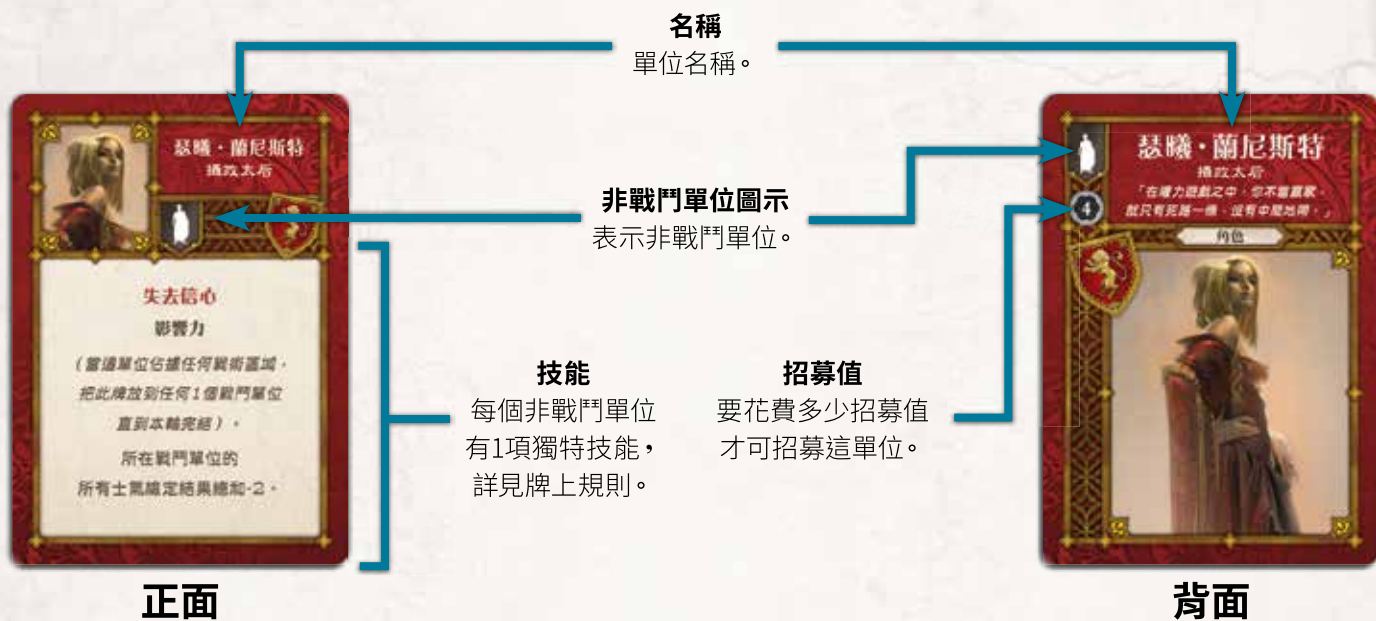 名稱
單位名稱。
瑟曦·蘭尼斯特
攝政太后
失去信心
影響力
(當這單位佔據任何戰術區域,
把此牌放到任何1個戰鬥單位
直到本輪完結)。
所在戰鬥單位的
所有士氣檢定結果總和-2。
正面
非戰鬥單位圖示
表示非戰鬥單位。
技能
每個非戰鬥單位
有1項獨特技能,
詳見牌上規則。
招募值
要花費多少招募值
才可招募這單位。
瑟曦·蘭尼斯特
攝政太后
「在權力遊戲之中,你不當贏家,
就只有死路一條,沒有中間地帶。」
4
角色
背面